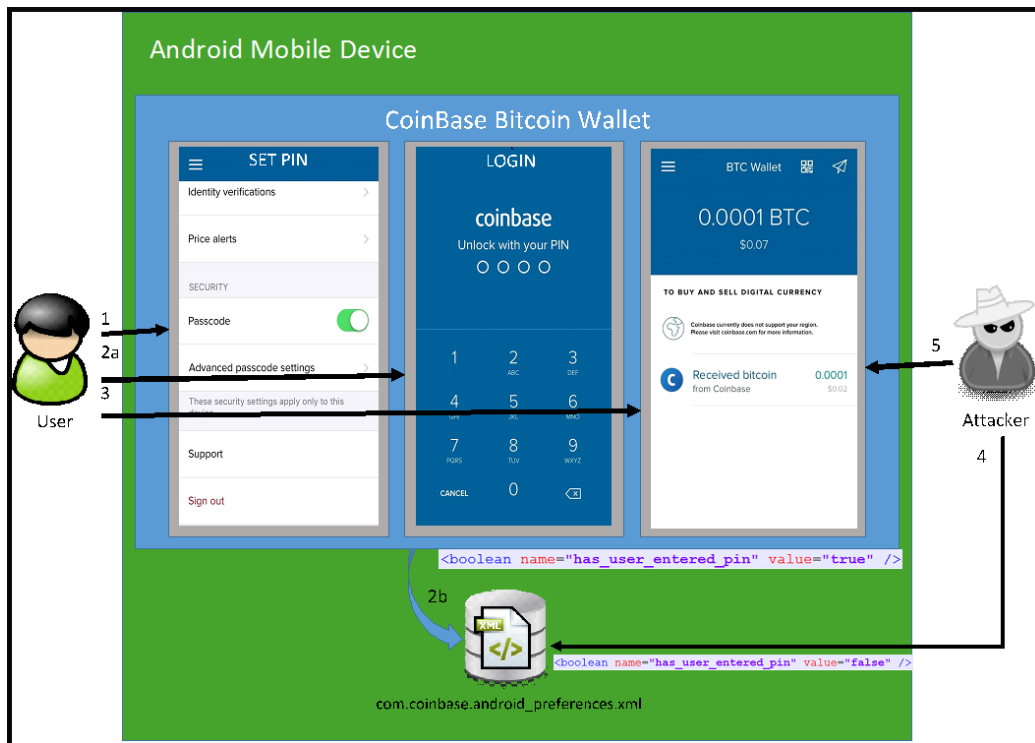 Android Mobile Device
CoinBase Bitcoin Wallet
SET PIN
Identity verifications
Price alerts
SECURITY
Passcode
Advanced passcode settings
These security settings apply only to this
device
Support
Sign out
LOGIN
coinbase
Unlock with your PIN
1
2 ABC
3 DEF
4 GHI
5 JKL
6 MNO
7 PQRS
8 TUV
9 WXYZ
CANCEL
0
BTC Wallet
0.0001 BTC
$0.07
TO BUY AND SELL DIGITAL CURRENCY
Coinbase currently does not support your region.
Please visit coinbase.com for more information.
C
Received bitcoin 0.0001
from Coinbase $0.02
1
2a
3
User
5
Attacker
4
<boolean name="has_user_entered_pin" value="true" />
2b
XML
</>
<boolean name="has_user_entered_pin" value="false" />
com.coinbase.android_preferences.xml